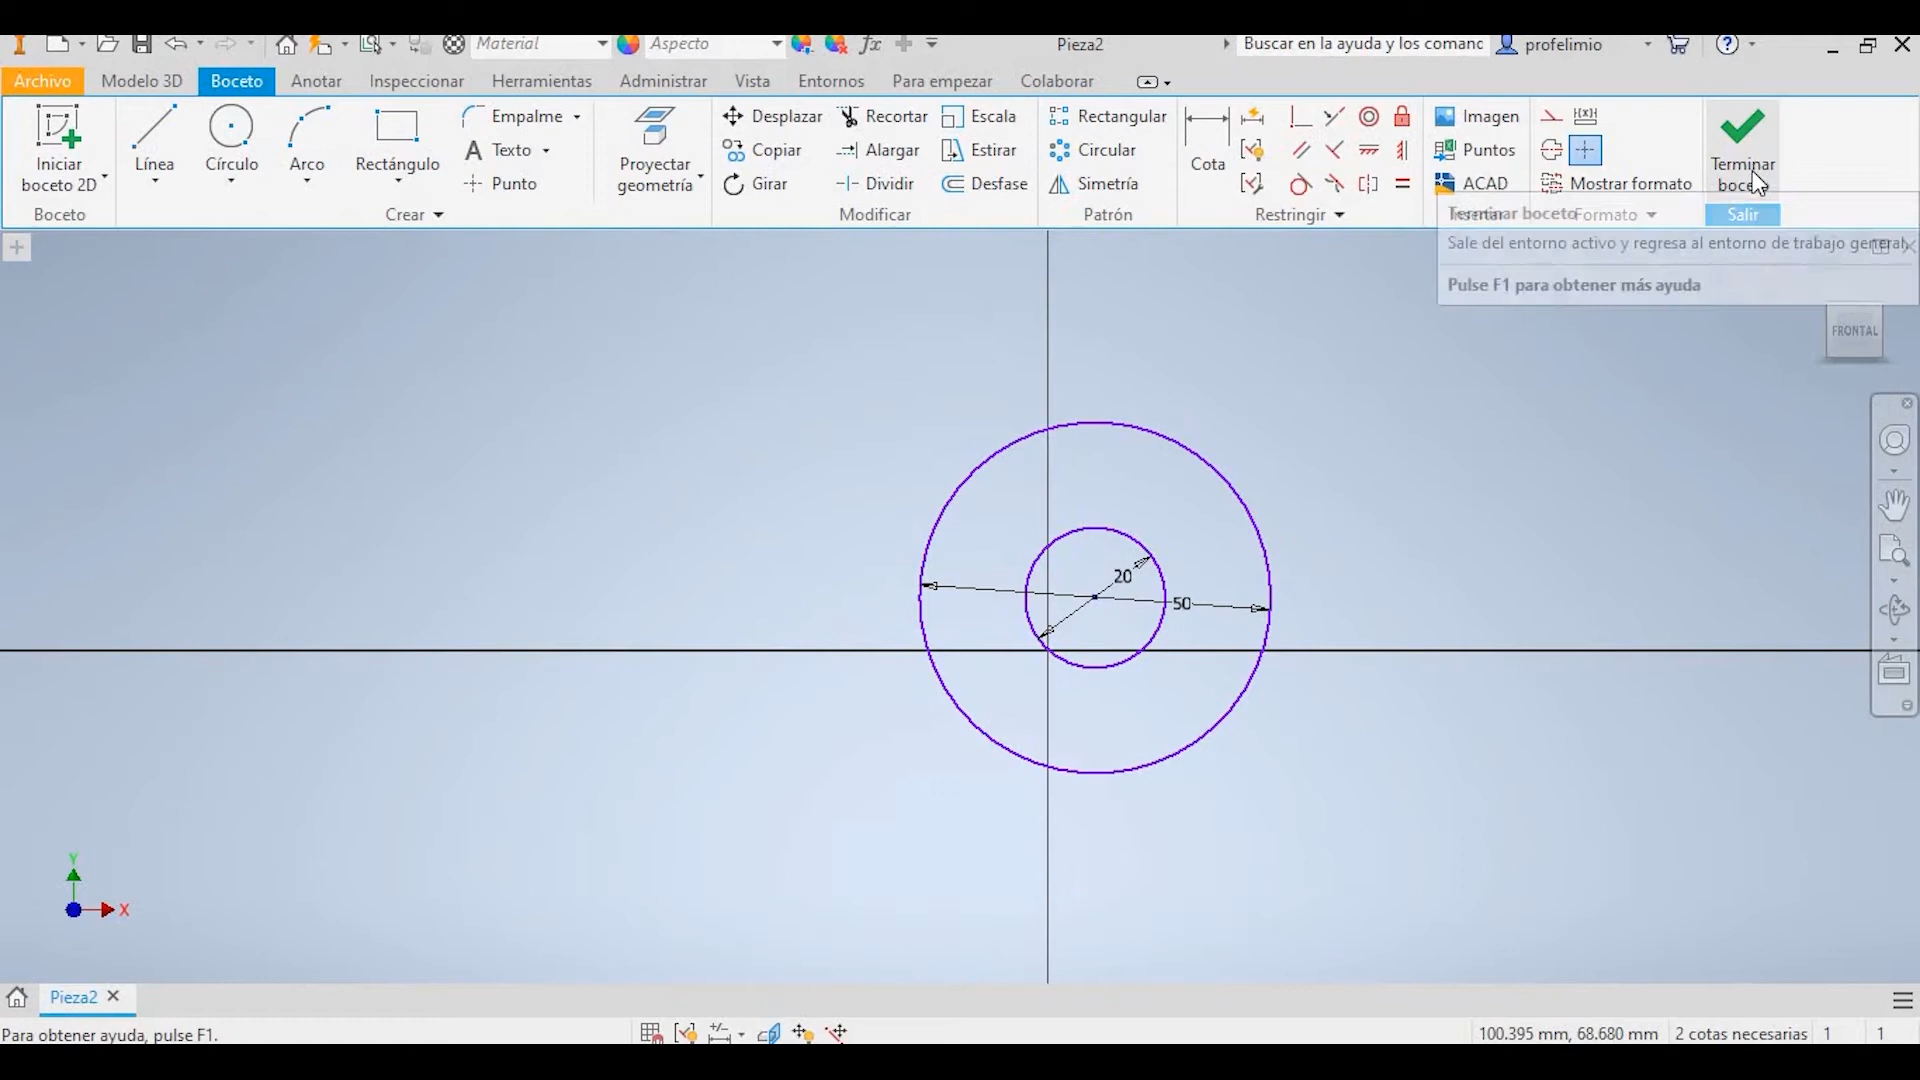 Material
Aspecto
fx
Pieza2
Buscar en la ayuda y los comanc
profelimio
Archivo
Modelo 3D
Boceto
Anotar
Inspeccionar
Herramientas
Administrar
Vista
Entornos
Para empezar
Colaborar
Iniciar
boceto 2D
Línea
Círculo
Arco
Rectángulo
Empalme
Texto
Punto
Proyectar
geometría
Desplazar
Copiar
Girar
Recortar
Alargar
Dividir
Escala
Estirar
Desfase
Rectangular
Circular
Simetría
Cota
Imagen
Puntos
ACAD
Mostrar formato
Terminar
boceto
Boceto
Crear
Modificar
Patrón
Restringir
Insertar
Formato
Salir
Terminar boceto
Sale del entorno activo y regresa al entorno de trabajo general.
Pulse F1 para obtener más ayuda
FRONTAL
20
50
Y
X
Pieza2
Para obtener ayuda, pulse F1.
100.395 mm, 68.680 mm
2 cotas necesarias
1
1